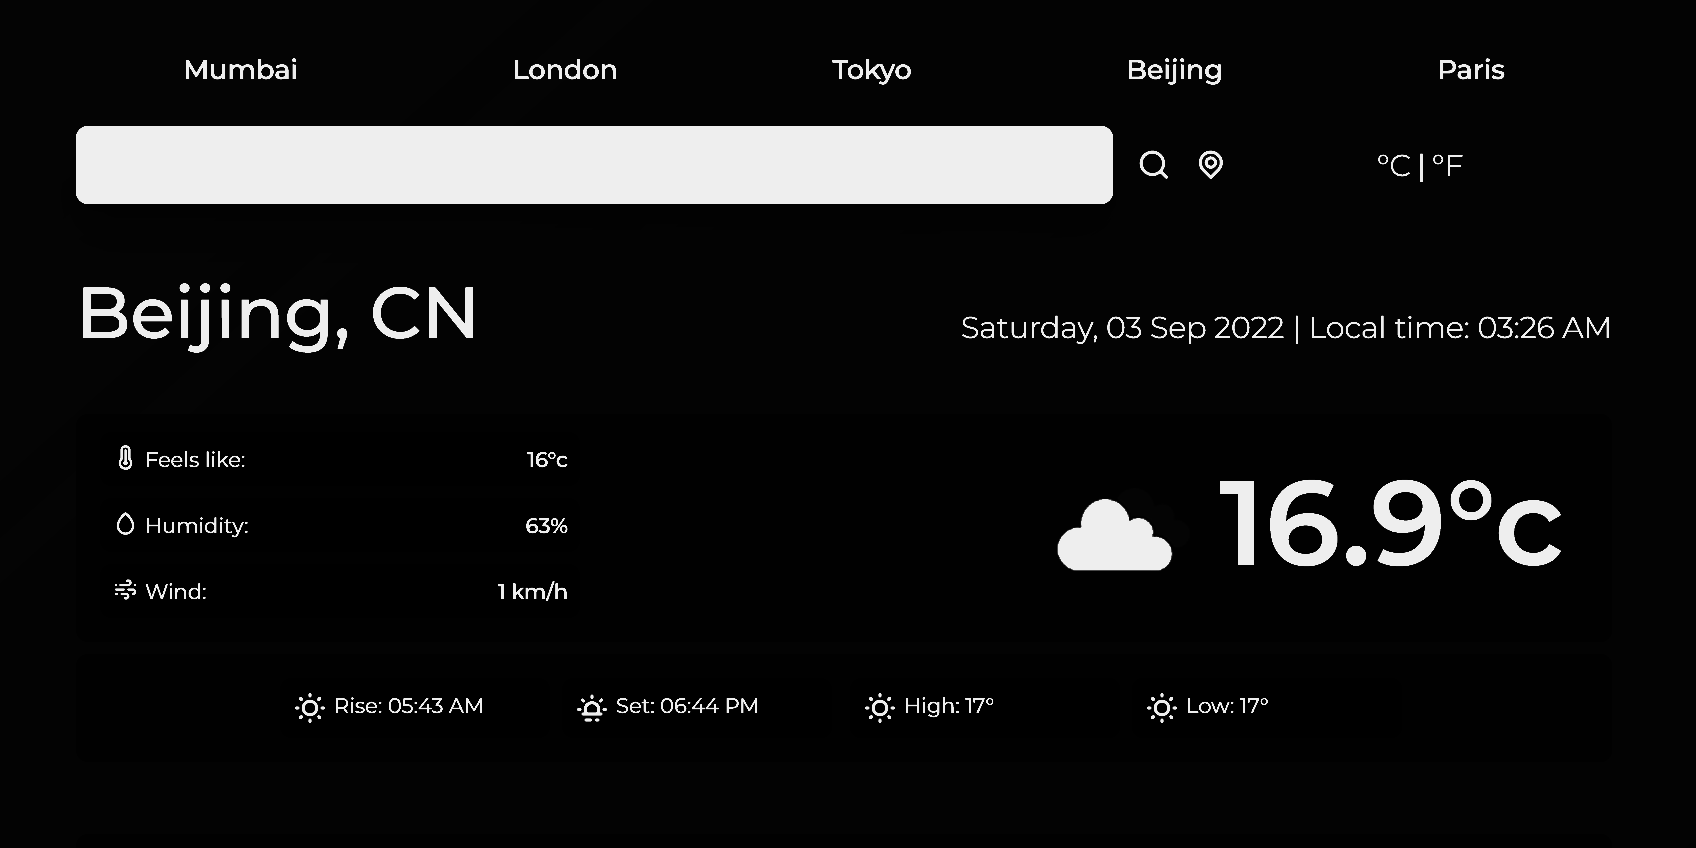 Mumbai London Tokyo Beijing Paris
°C | °F
Beijing, CN
Saturday, 03 Sep 2022 | Local time: 03:26 AM
Feels like: 16°c
Humidity: 63%
Wind: 1 km/h
16.9°c
Rise: 05:43 AM Set: 06:44 PM High: 17° Low: 17°